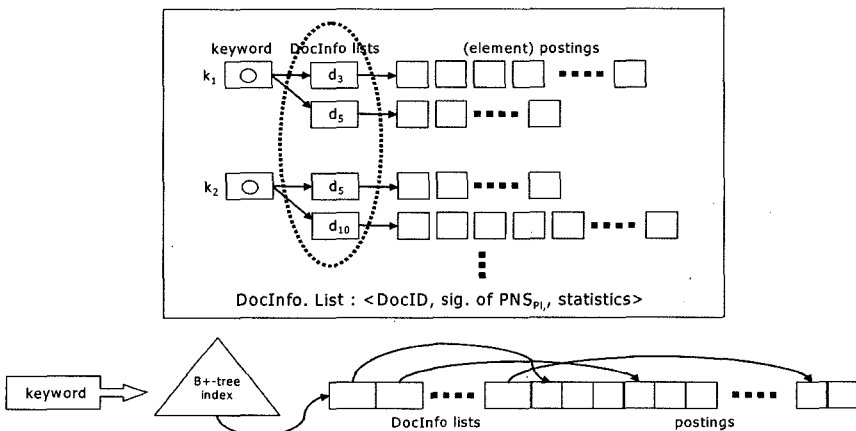 keyword DocInfo lists (element) postings
k1 d3
d5
k2 d5
d10
DocInfo. List : <DocID, sig. of PNSPI,, statistics>
keyword
B+-tree
index
DocInfo lists postings